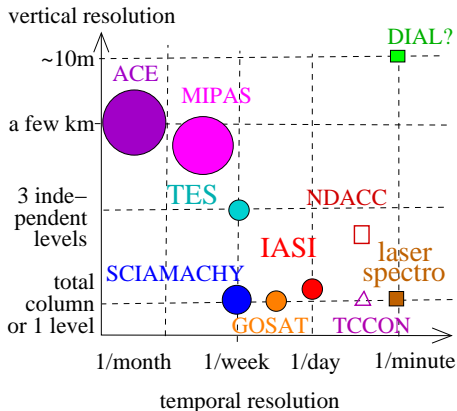 vertical resolution
DIAL?
~10m
ACE
MIPAS
a few km
TES
NDACC
3 inde-
pendent
levels
IASI
laser
spectro
SCIAMACHY
total
column
or 1 level
GOSAT
TCCON
1/month
1/week
1/day
1/minute
temporal resolution